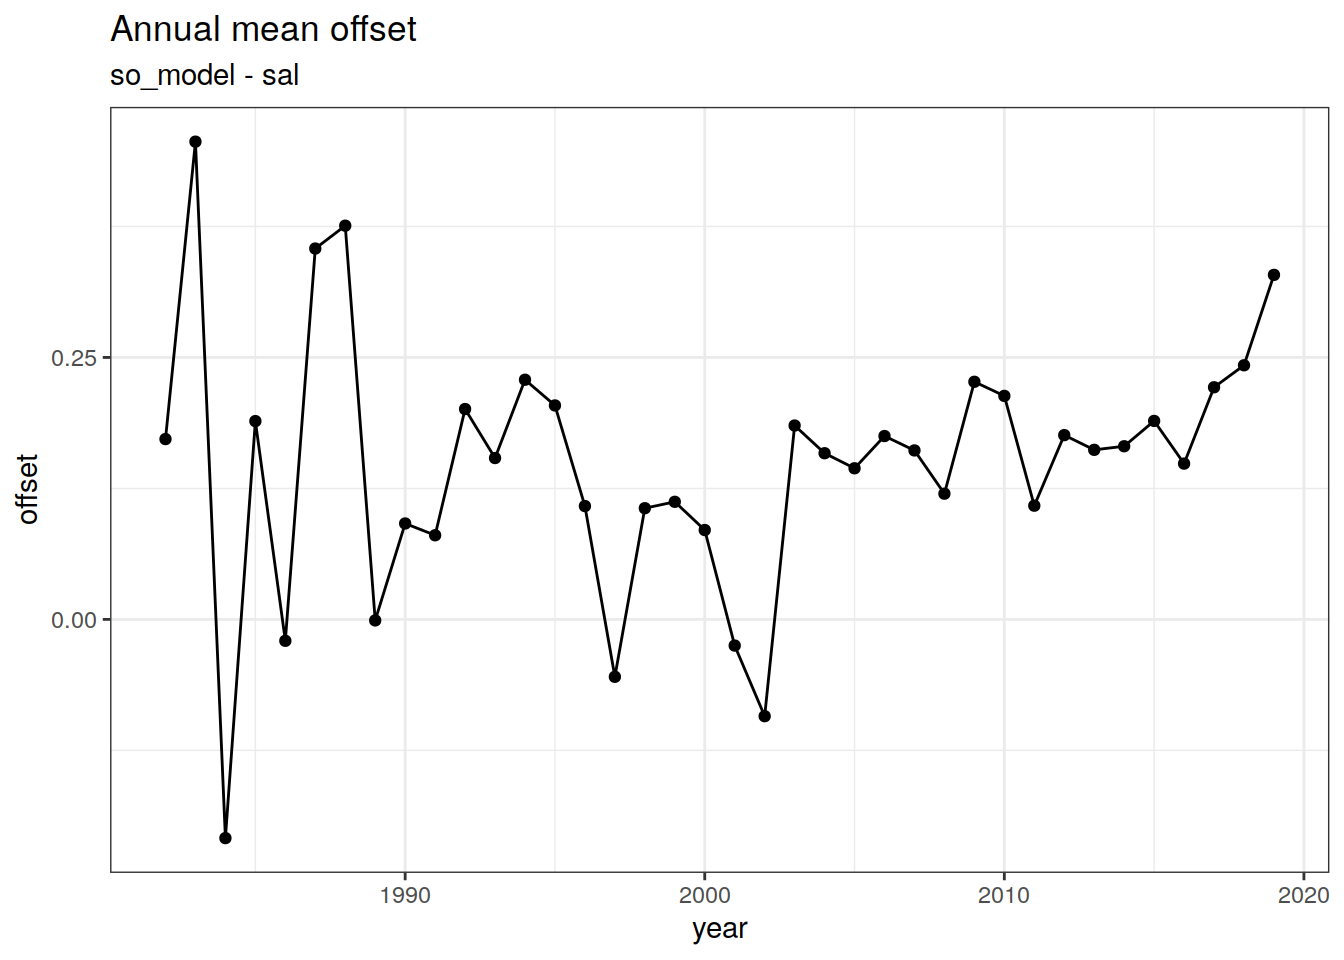 Annual mean offset
so_model - sal
offset
0.25
0.00
1990 2000 2010 2020
year